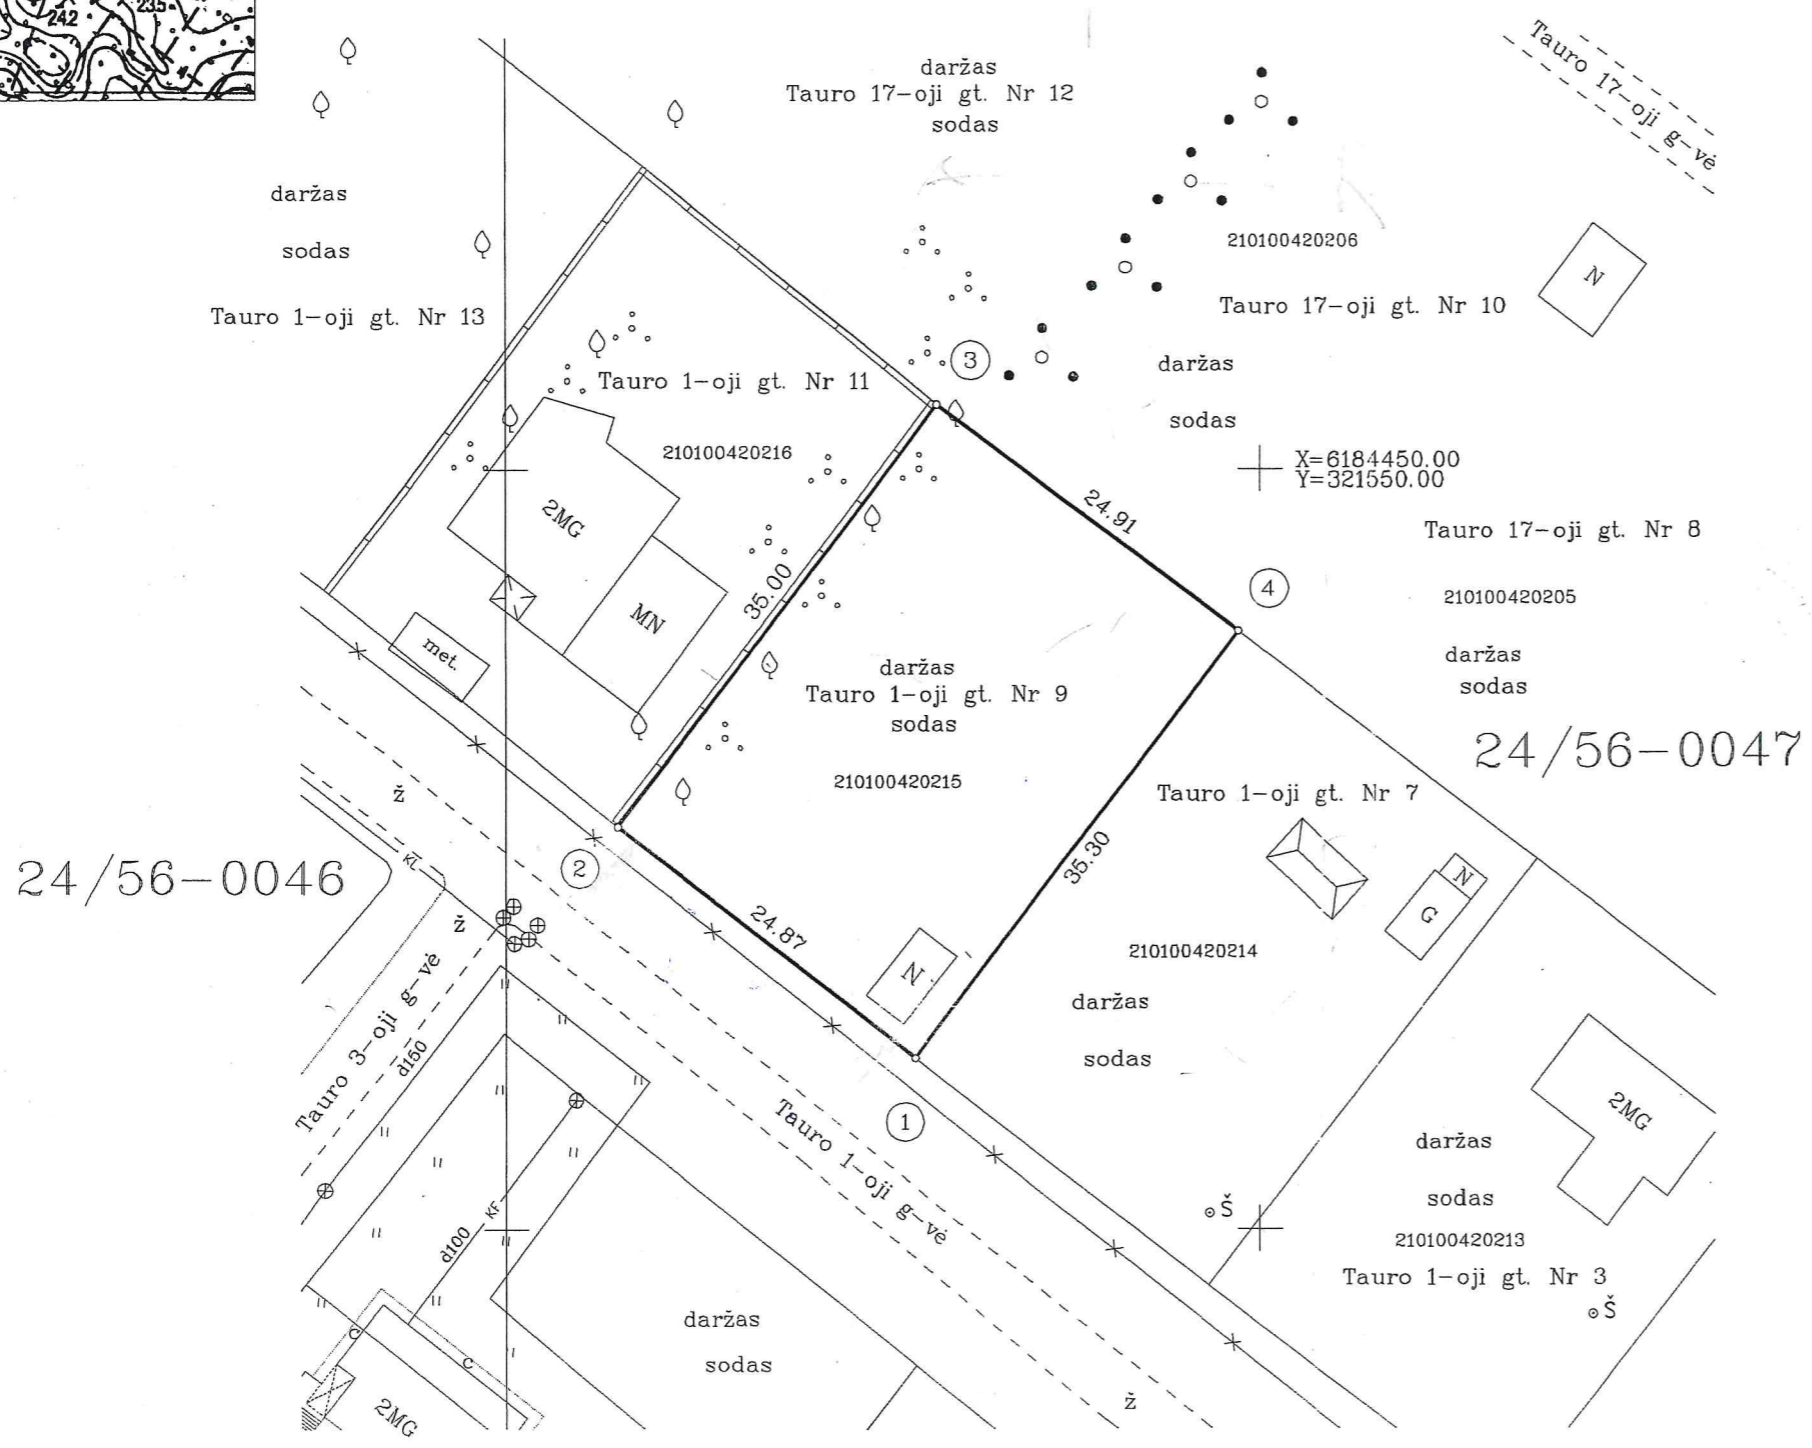 242
235
daržas
Tauro 17-oji gt. Nr 12
sodas
Tauro 17-oji g-vė
daržas
sodas
Tauro 1-oji gt. Nr 13
210100420206
Tauro 17-oji gt. Nr 10
N
daržas
sodas
3
Tauro 1-oji gt. Nr 11
210100420216
2MG
MN
met.
35.00
24.91
X=6184450.00
Y=321550.00
Tauro 17-oji gt. Nr 8
210100420205
daržas
sodas
4
24/56-0047
daržas
Tauro 1-oji gt. Nr 9
sodas
210100420215
Tauro 1-oji gt. Nr 7
35.30
N
G
210100420214
daržas
sodas
ž
KL
24/56-0046
2
24.87
N
1
ž
Tauro 3-oji g-vė
d150
Tauro 1-oji g-vė
KF
d100
2MG
daržas
sodas
210100420213
Tauro 1-oji gt. Nr 3
Š
Š
daržas
sodas
C
C
2MG
ž